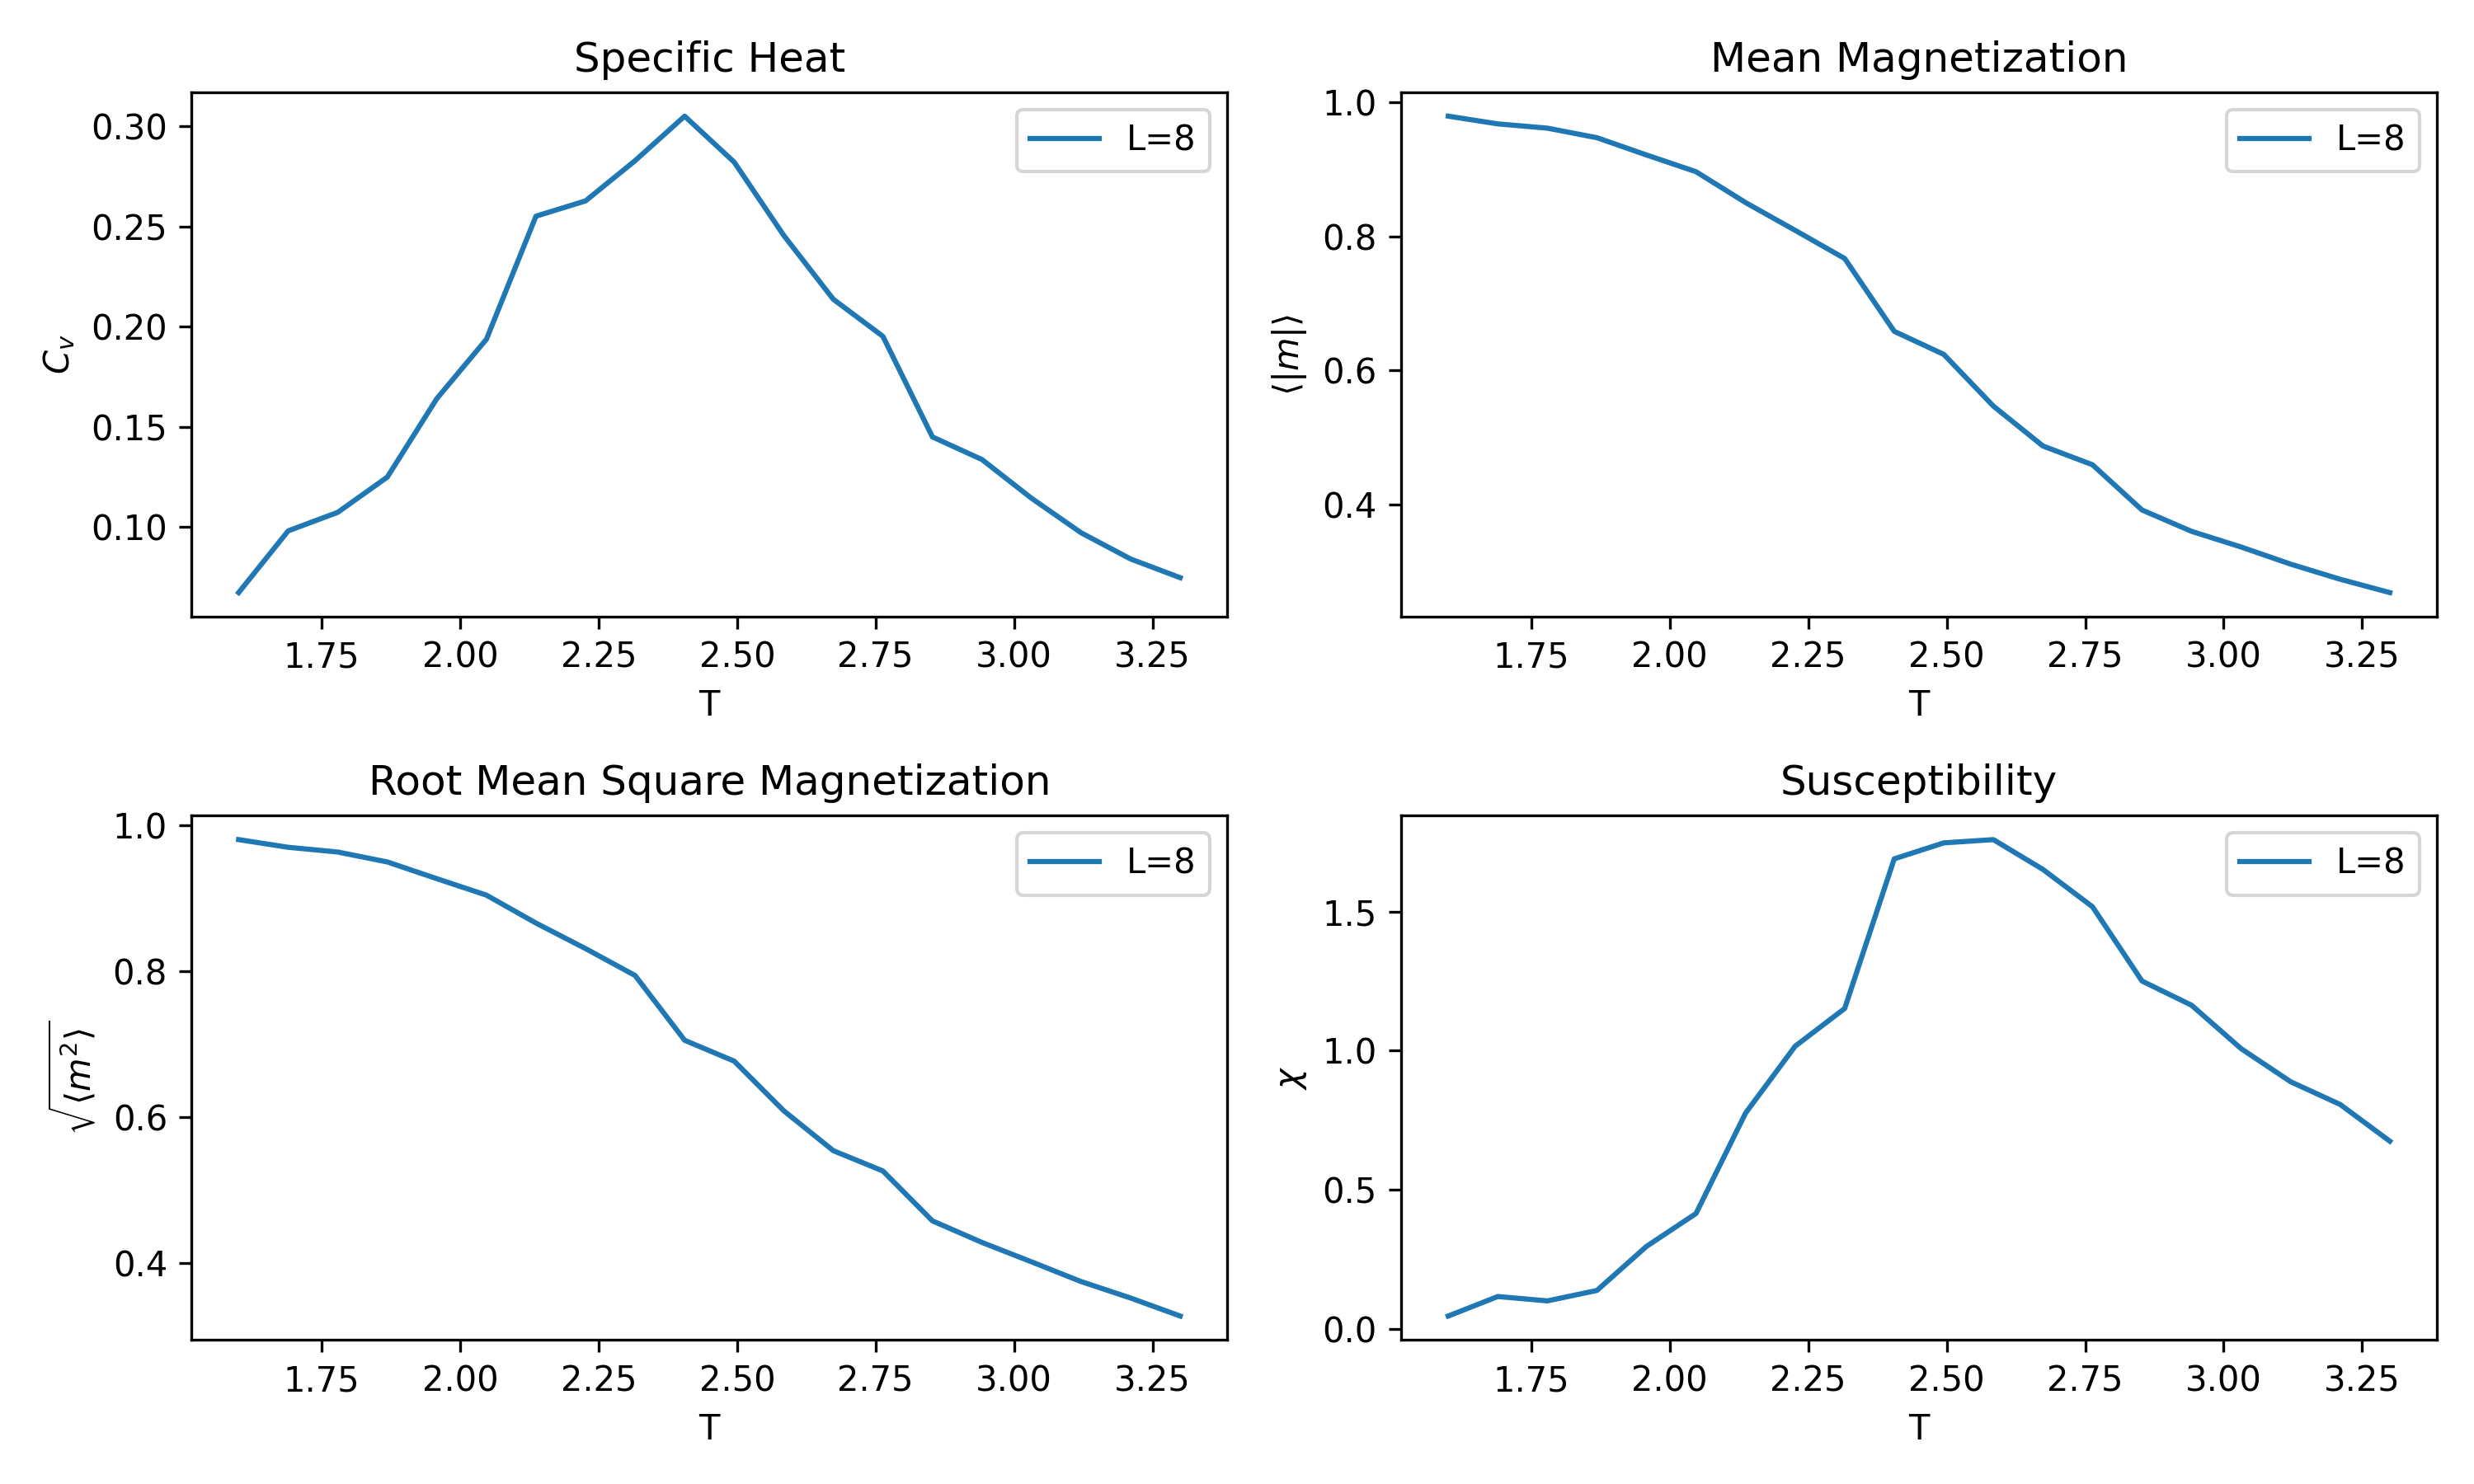 Specific Heat
C_v
0.30
0.25
0.20
0.15
0.10
L=8
1.75 2.00 2.25 2.50 2.75 3.00 3.25
T
Mean Magnetization
⟨|m|⟩
1.0
0.8
0.6
0.4
L=8
1.75 2.00 2.25 2.50 2.75 3.00 3.25
T
Root Mean Square Magnetization
√⟨m²⟩
1.0
0.8
0.6
0.4
L=8
1.75 2.00 2.25 2.50 2.75 3.00 3.25
T
Susceptibility
χ
1.5
1.0
0.5
0.0
L=8
1.75 2.00 2.25 2.50 2.75 3.00 3.25
T